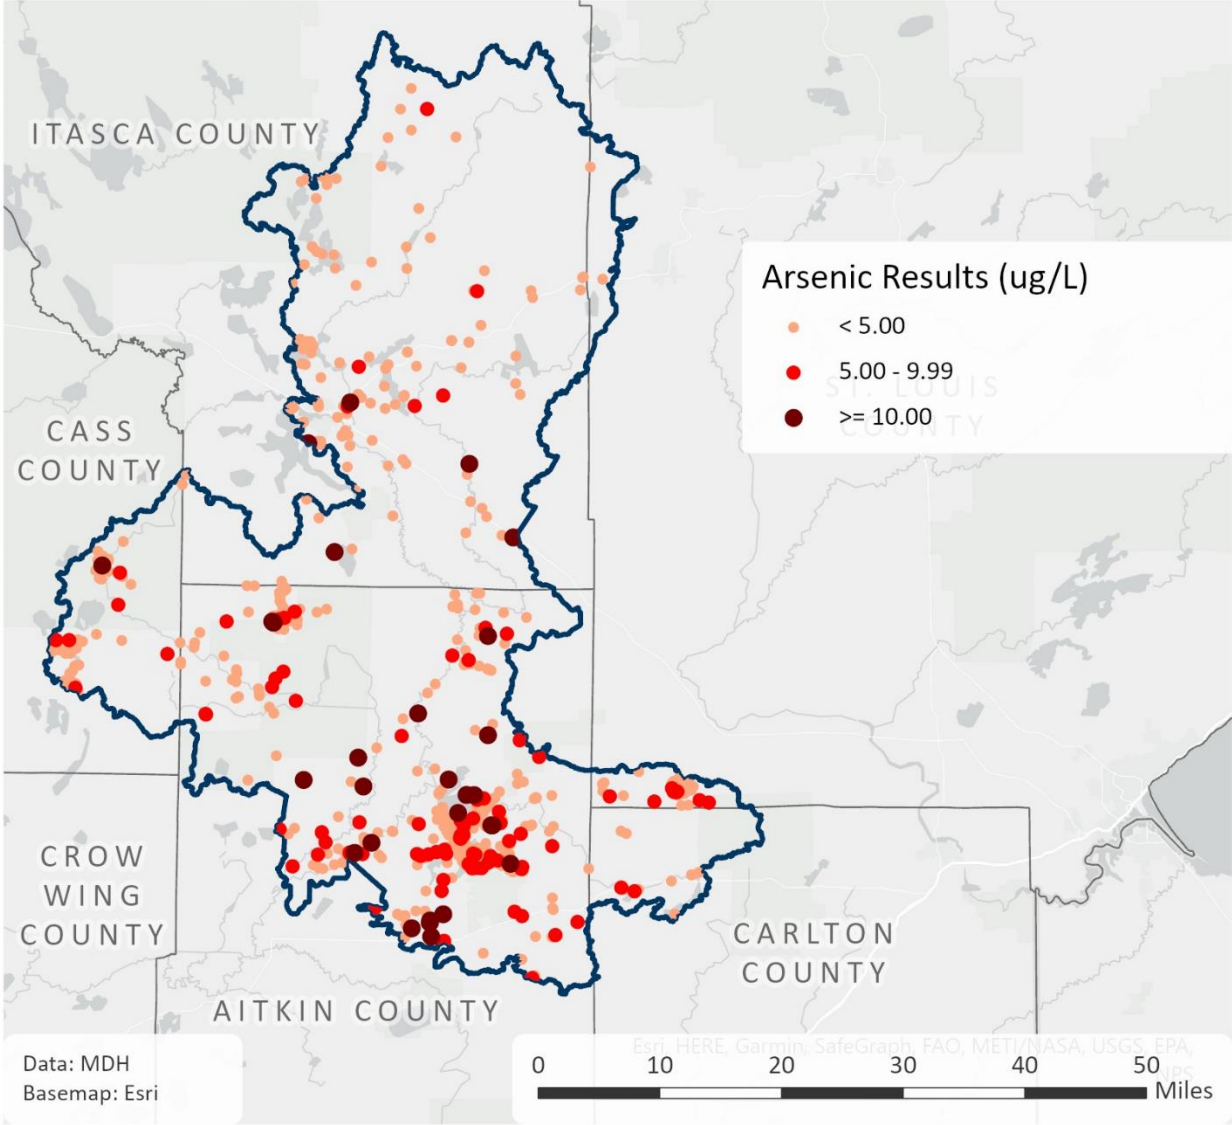 ITASCA COUNTY
Arsenic Results (ug/L)
< 5.00
5.00 - 9.99
>= 10.00
ST. LOUIS
COUNTY
CASS
COUNTY
CROW
WING
COUNTY
CARLTON
COUNTY
AITKIN COUNTY
Data: MDH
Basemap: Esri
Esri, HERE, Garmin, SafeGraph, FAO, METI/NASA, USGS, EPA,
NPS
0 10 20 30 40 50
Miles